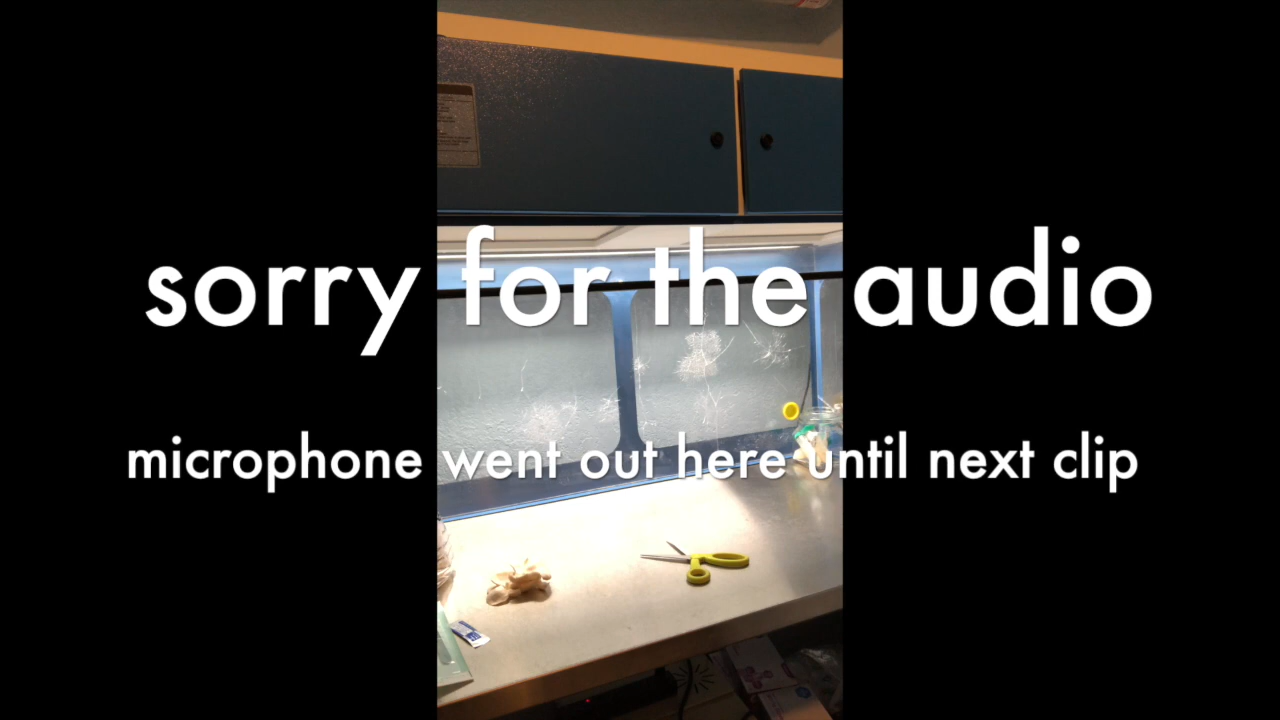 sorry for the audio
microphone went out here until next clip